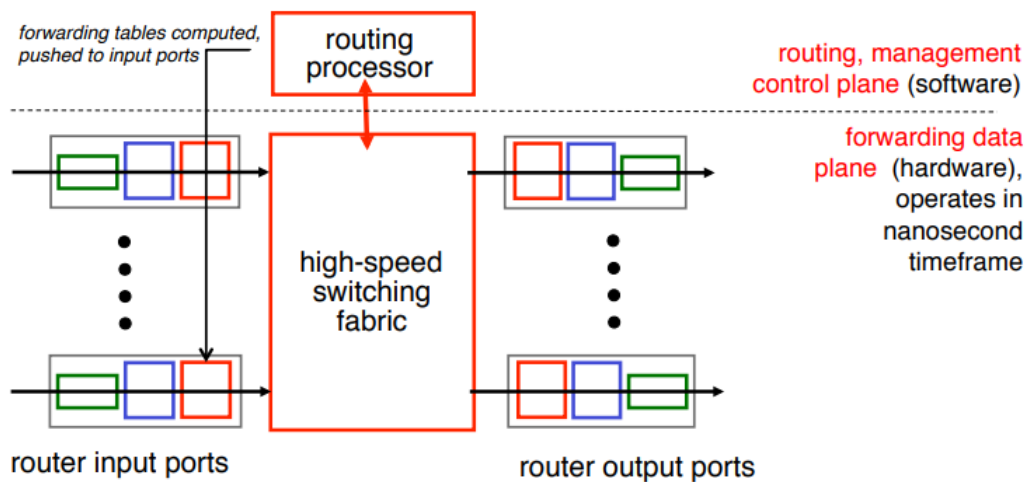 forwarding tables computed,
pushed to input ports
routing
processor
routing, management
control plane (software)
forwarding data
plane (hardware),
operates in
nanosecond
timeframe
high-speed
switching
fabric
router input ports
router output ports